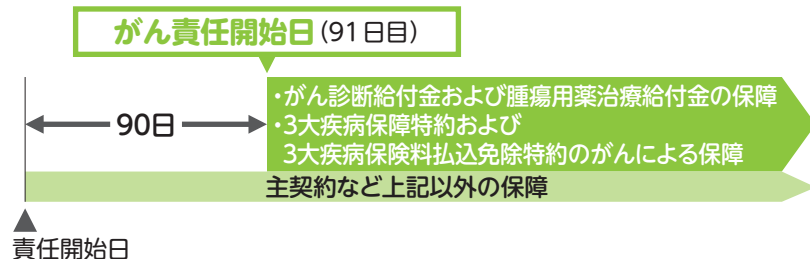 がん責任開始日(91日目)
90日
・がん診断給付金および腫瘍用薬治療給付金の保障
・3大疾病保障特約および
3大疾病保険料払込免除特約のがんによる保障
主契約など上記以外の保障
責任開始日